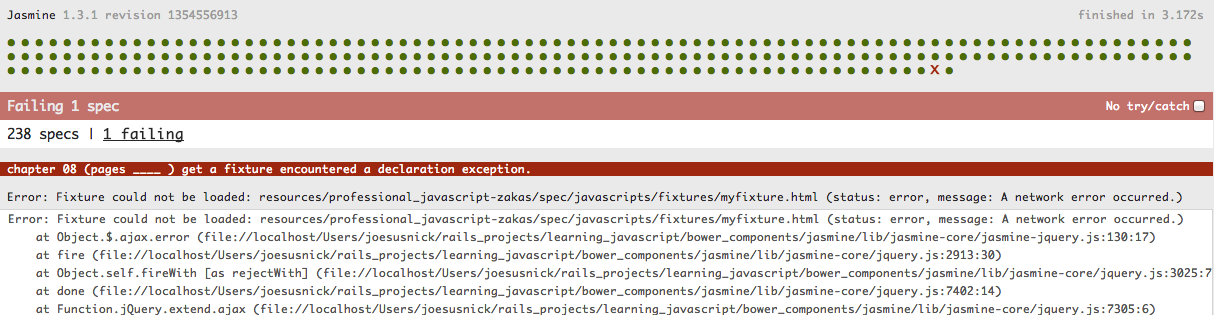 Jasmine 1.3.1 revision 1354556913 finished in 3.172s
X
Failing 1 spec No try/catch
238 specs | 1 failing
chapter 08 (pages ____ ) get a fixture encountered a declaration exception.
Error: Fixture could not be loaded: resources/professional_javascript-zakas/spec/javascripts/fixtures/myfixture.html (status: error, message: A network error occurred.)
Error: Fixture could not be loaded: resources/professional_javascript-zakas/spec/javascripts/fixtures/myfixture.html (status: error, message: A network error occurred.)
at Object.$.ajax.error (file://localhost/Users/joesusnick/rails_projects/learning_javascript/bower_components/jasmine/lib/jasmine-core/jasmine-jquery.js:130:17)
at fire (file://localhost/Users/joesusnick/rails_projects/learning_javascript/bower_components/jasmine/lib/jasmine-core/jquery.js:2913:30)
at Object.self.fireWith [as rejectWith] (file://localhost/Users/joesusnick/rails_projects/learning_javascript/bower_components/jasmine/lib/jasmine-core/jquery.js:3025:7
at done (file://localhost/Users/joesusnick/rails_projects/learning_javascript/bower_components/jasmine/lib/jasmine-core/jquery.js:7402:14)
at Function.jQuery.extend.ajax (file://localhost/Users/joesusnick/rails_projects/learning_javascript/bower_components/jasmine/lib/jasmine-core/jquery.js:7305:6)